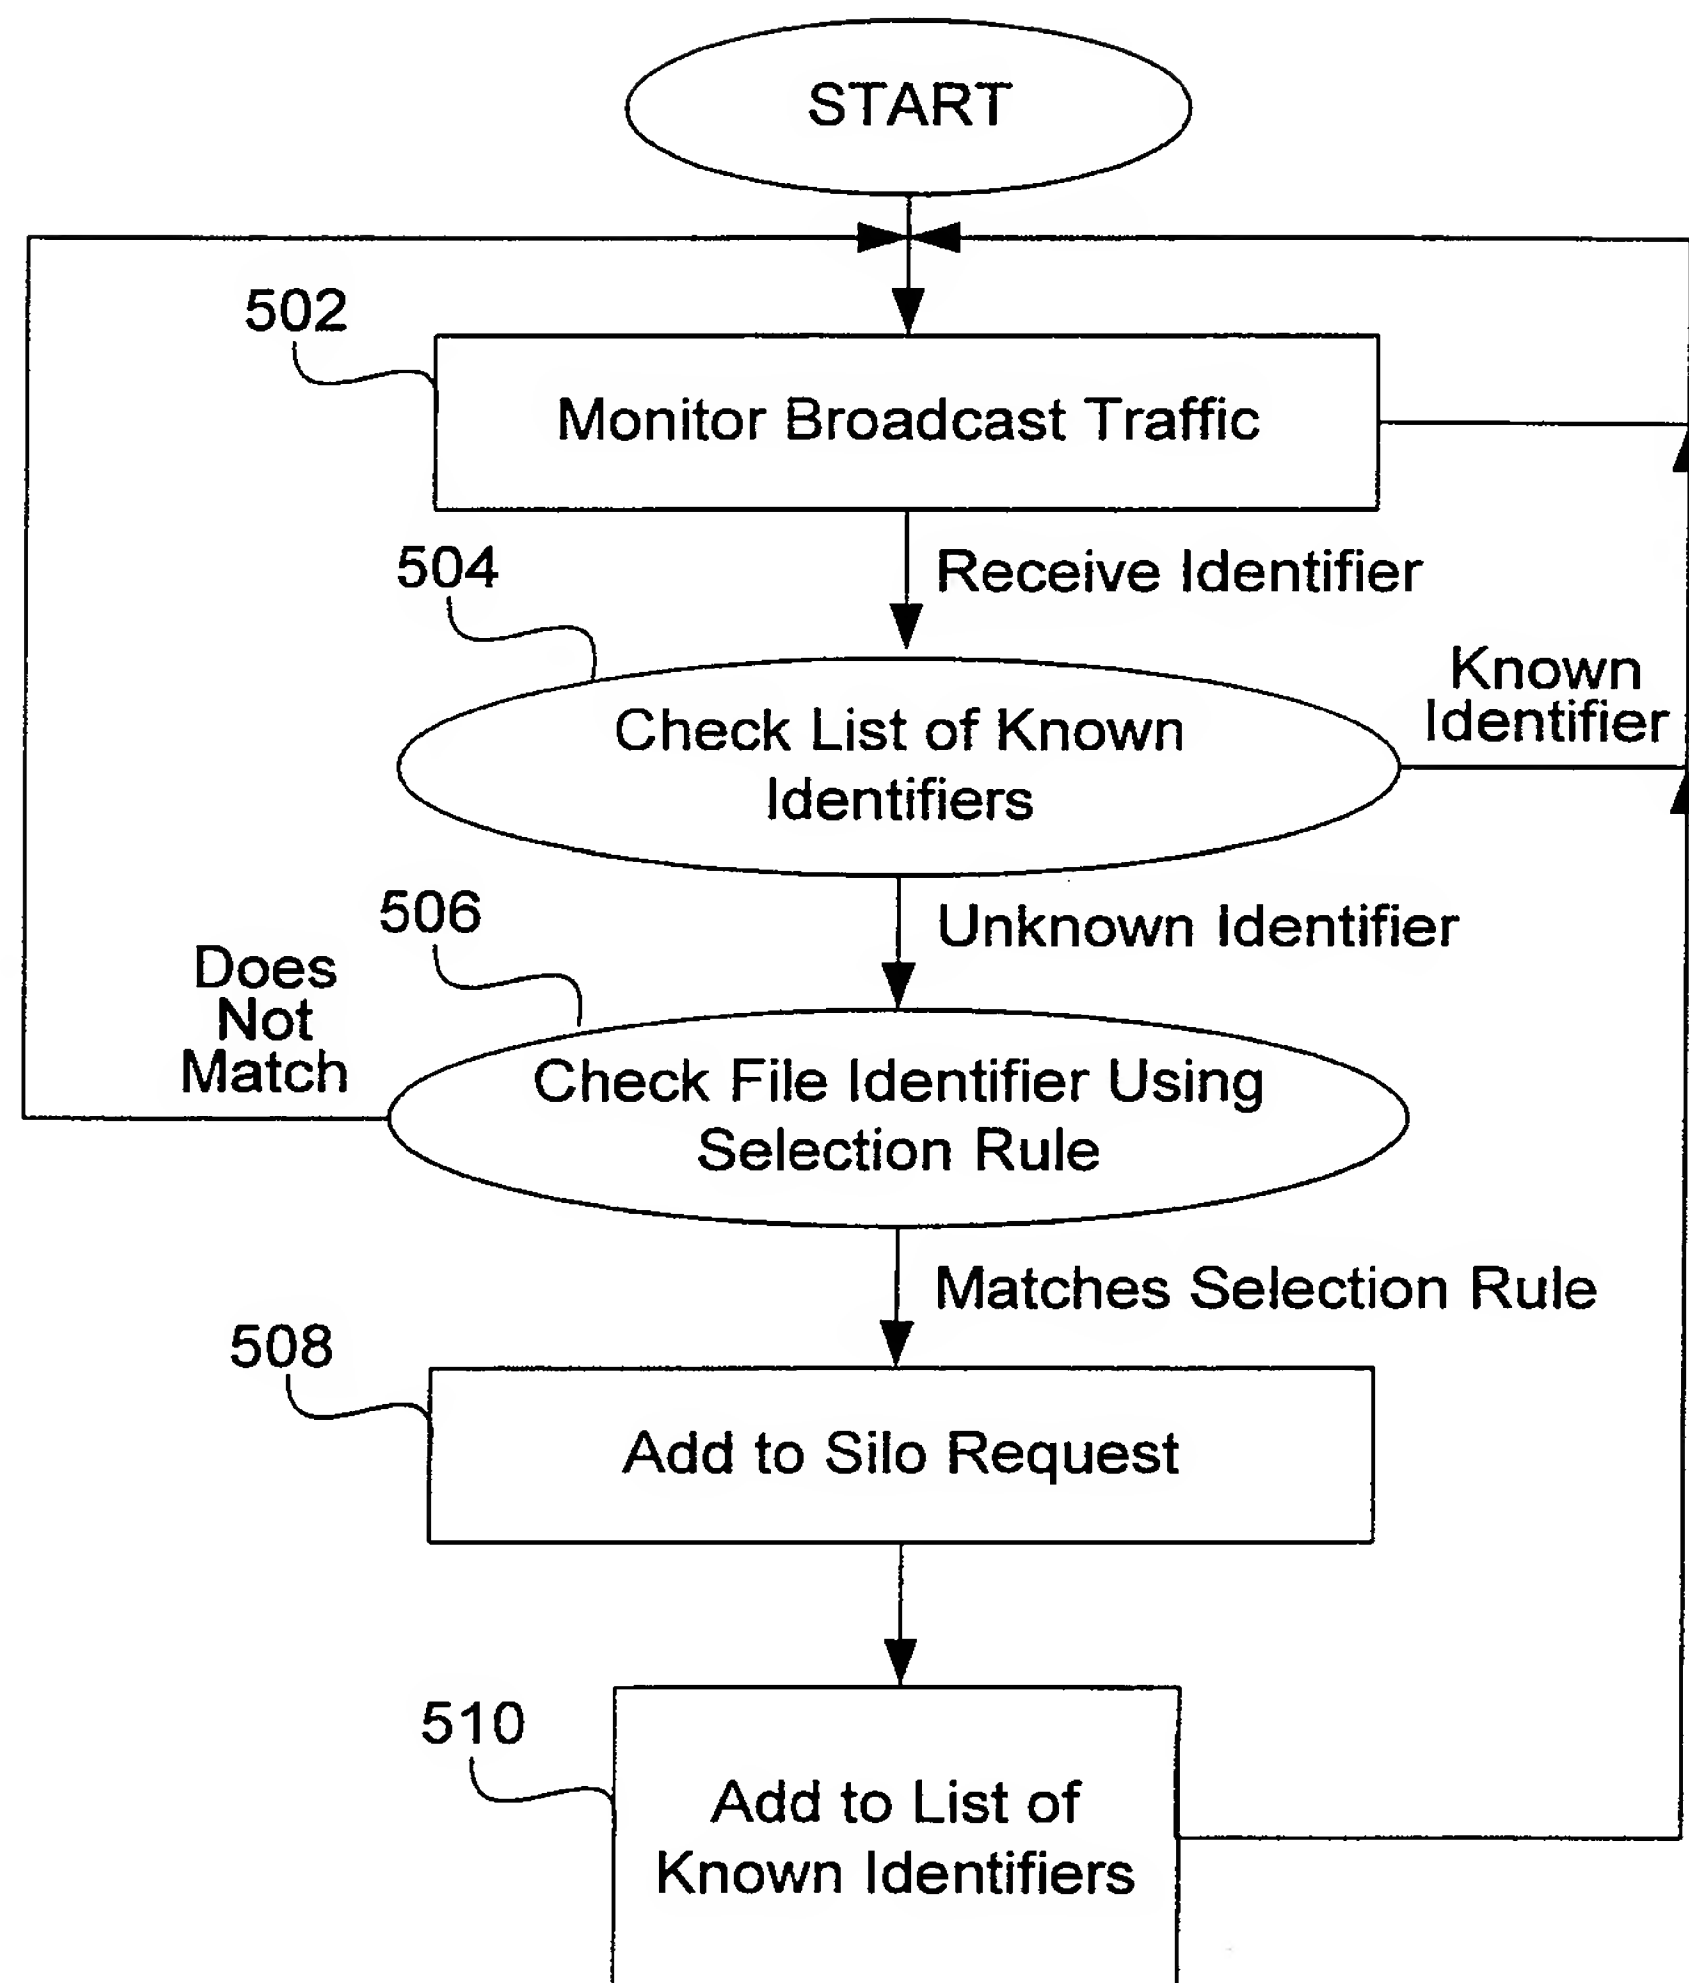 START
502
Monitor Broadcast Traffic
504
Receive Identifier
Known
Identifier
Check List of Known
Identifiers
506
Unknown Identifier
Does
Not
Match
Check File Identifier Using
Selection Rule
Matches Selection Rule
508
Add to Silo Request
510
Add to List of
Known Identifiers